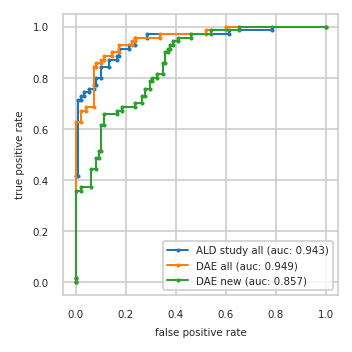 1.0
0.8
0.6
0.4
0.2
0.0
true positive rate
ALD study all (auc: 0.943)
DAE all (auc: 0.949)
DAE new (auc: 0.857)
0.0 0.2 0.4 0.6 0.8 1.0
false positive rate